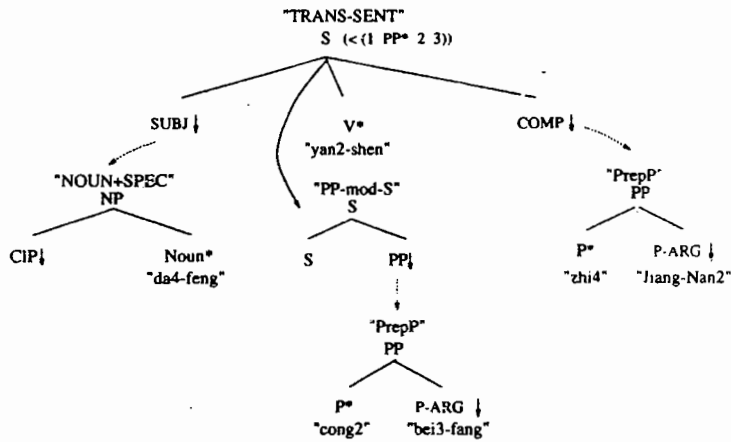 "TRANS-SENT"
S (< (1 PP* 2 3))
SUBJ↓ V* COMP↓
"yan2-shen"
"NOUN+SPEC" "PP-mod-S" "PrepP"
NP S PP
ClP↓ Noun* S PP↓ P* P-ARG ↓
"da4-feng" "zhi4" "Jiang-Nan2"
"PrepP"
PP
P* P-ARG ↓
"cong2" "bei3-fang"